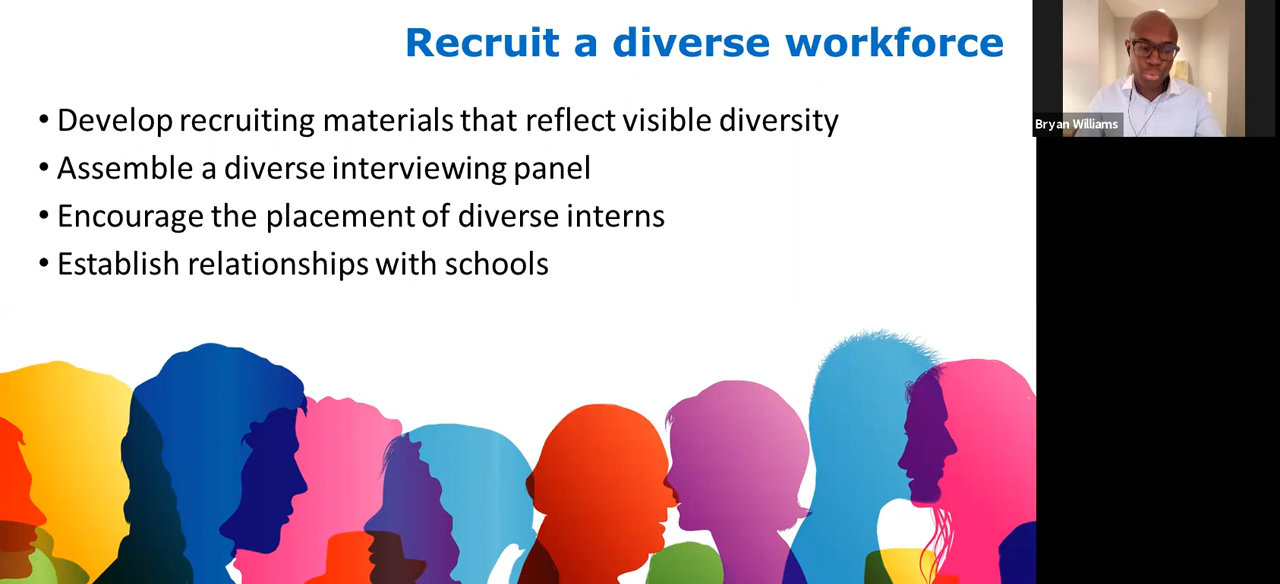 Recruit a diverse workforce
• Develop recruiting materials that reflect visible diversity
• Assemble a diverse interviewing panel
• Encourage the placement of diverse interns
• Establish relationships with schools
Bryan Williams